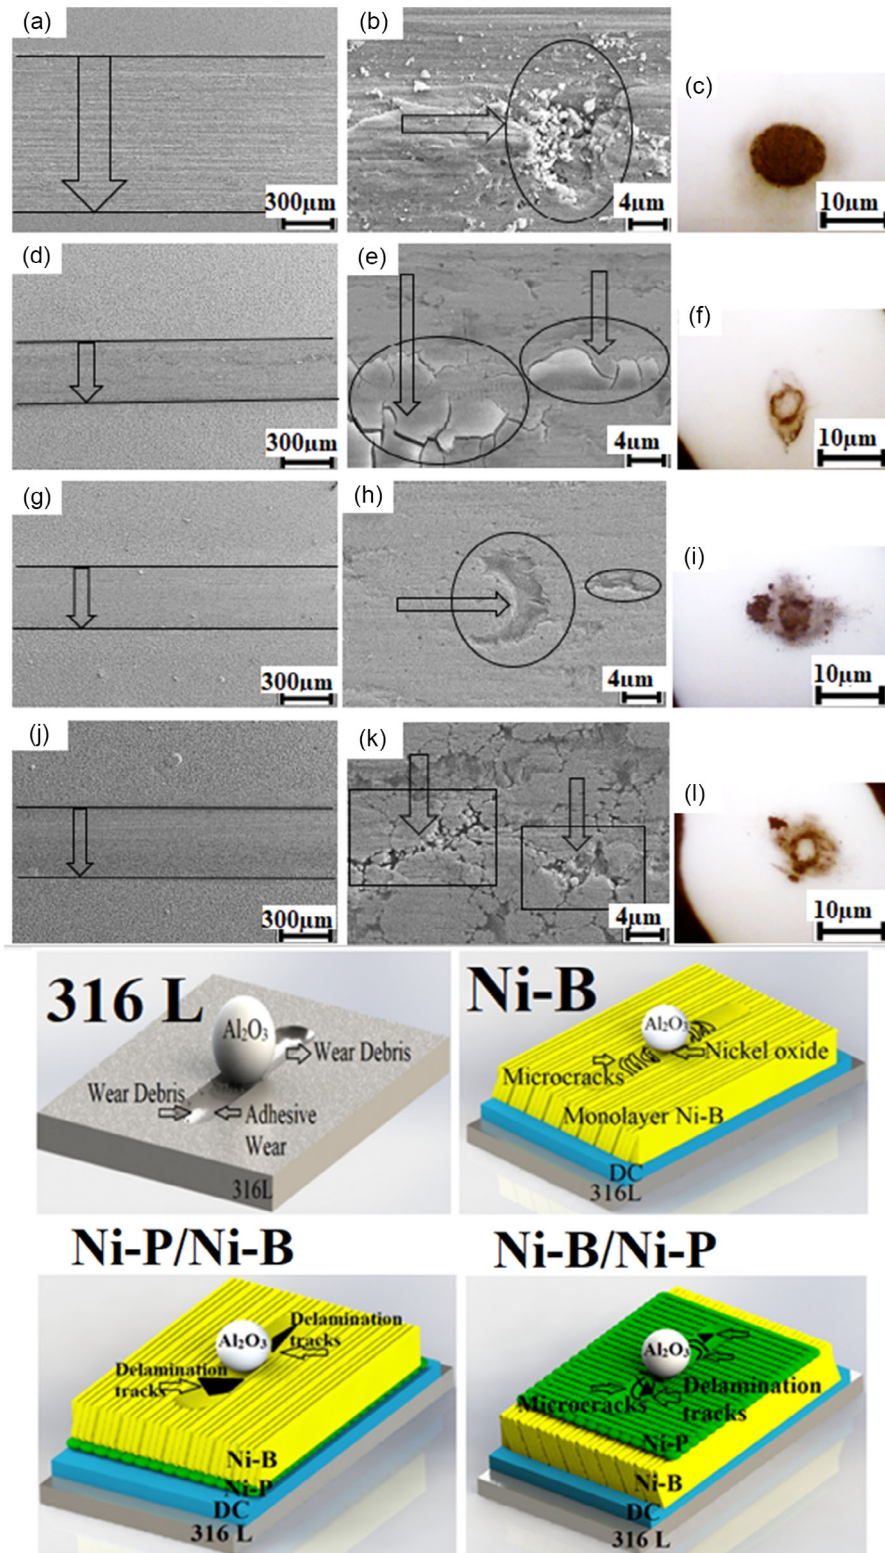 (a)
300μm
(b)
4μm
(c)
10μm
(d)
300μm
(e)
4μm
(f)
10μm
(g)
300μm
(h)
4μm
(i)
10μm
(j)
300μm
(k)
4μm
(l)
10μm
316 L
Al₂O₃
Wear Debris
Wear Debris
Adhesive
Wear
316L
Ni-B
Al₂O₃
Nickel oxide
Microcracks
Monolayer Ni-B
DC
316L
Ni-P/Ni-B
Delamination
tracks
Al₂O₃
Delamination
tracks
Ni-B
Ni-P
DC
316 L
Ni-B/Ni-P
Al₂O₃
Microcracks
Delamination
tracks
Ni-P
Ni-B
DC
316 L